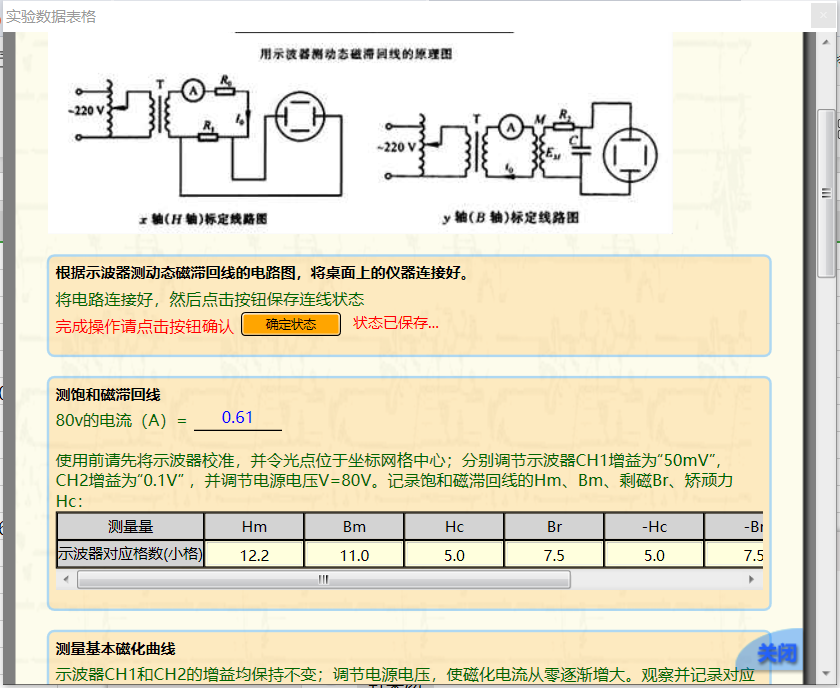 实验数据表格
用示波器测动态磁滞回线的原理图
T A R₀
~220 V
R₁ I₀
T A M R₂
~220 V C
E_M
i₀
x 轴(H 轴)标定线路图
y 轴(B 轴)标定线路图
根据示波器测动态磁滞回线的电路图，将桌面上的仪器连接好。
将电路连接好，然后点击按钮保存连线状态
完成操作请点击按钮确认 确定状态 状态已保存...
测饱和磁滞回线
80v的电流（A）= 0.61
使用前请先将示波器校准，并令光点位于坐标网格中心；分别调节示波器CH1增益为"50mV"，
CH2增益为"0.1V" ，并调节电源电压V=80V。记录饱和磁滞回线的Hm、Bm、剩磁Br、矫顽力
Hc：
测量量 Hm Bm Hc Br -Hc -Br
示波器对应格数(小格) 12.2 11.0 5.0 7.5 5.0 7.5
测量基本磁化曲线
示波器CH1和CH2的增益均保持不变；调节电源电压，使磁化电流从零逐渐增大。观察并记录对应
关闭